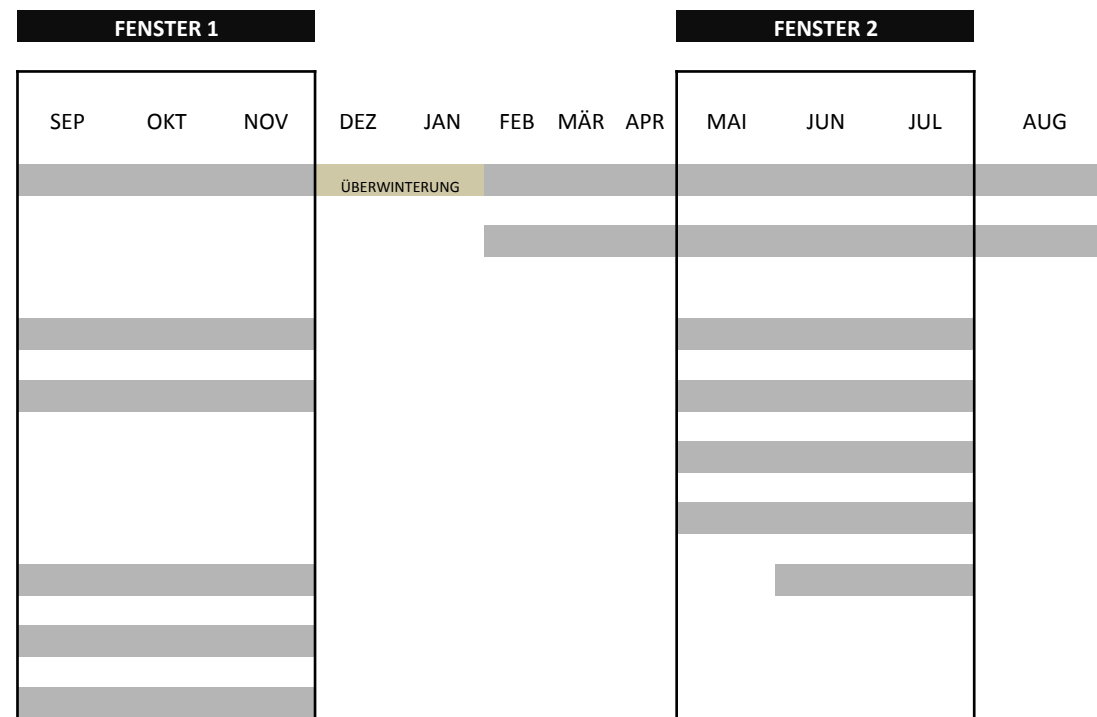 FENSTER 1 FENSTER 2
SEP OKT NOV DEZ JAN FEB MÄR APR MAI JUN JUL AUG
ÜBERWINTERUNG